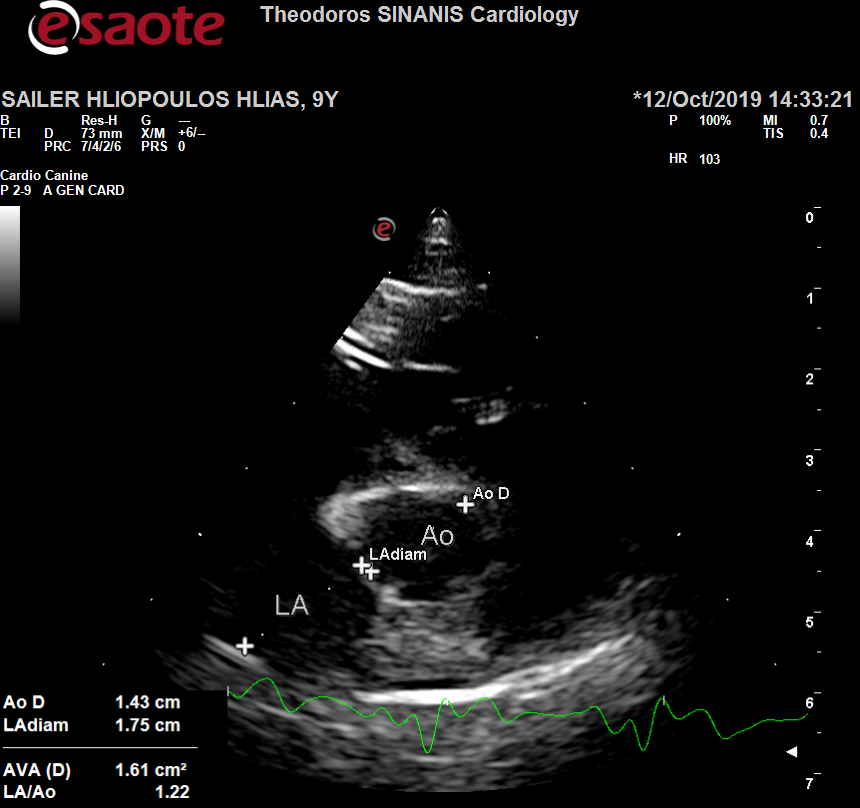 esaote
Theodoros SINANIS Cardiology
SAILER HLIOPOULOS HLIAS, 9Y
*12/Oct/2019 14:33:21
B Res-H G ---
TEI D 73 mm X/M +6/--
PRC 7/4/2/6 PRS 0
P 100% MI 0.7
TIS 0.4
HR 103
Cardio Canine
P 2-9 A GEN CARD
e
0
1
2
3
Ao D
Ao
4
LAdiam
LA
5
6
7
Ao D 1.43 cm
LAdiam 1.75 cm
AVA (D) 1.61 cm²
LA/Ao 1.22